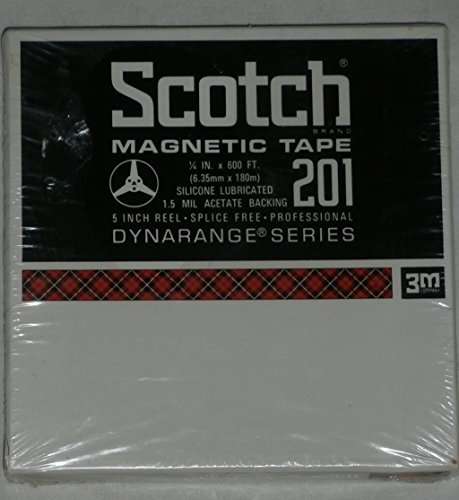 Scotch®
BRAND
MAGNETIC TAPE
¼ IN. x 600 FT.
(6.35mm x 180m)
SILICONE LUBRICATED
1.5 MIL ACETATE BACKING
201
5 INCH REEL • SPLICE FREE • PROFESSIONAL
DYNARANGE® SERIES
3M
COMPANY